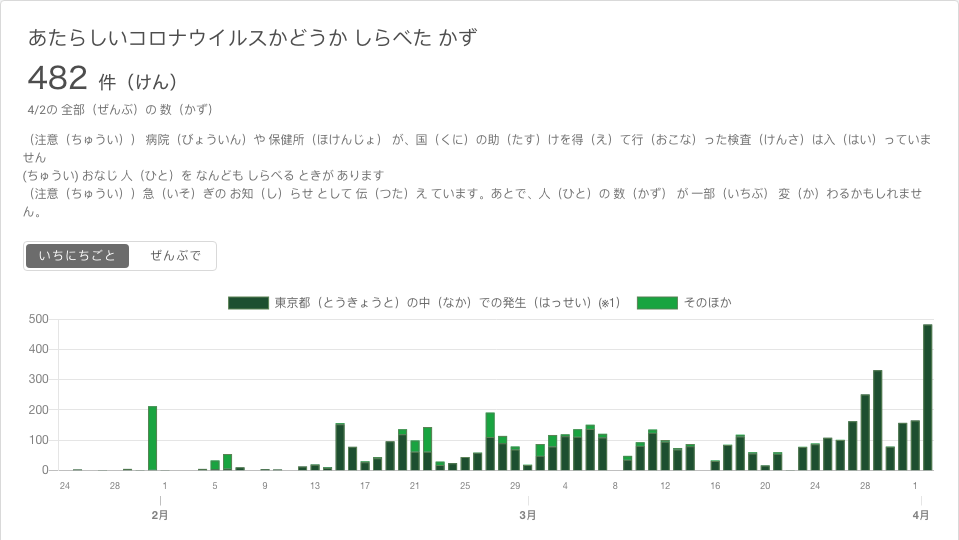 あたらしいコロナウイルスかどうか しらべた かず
482 件（けん）
4/2の 全部（ぜんぶ）の 数（かず）
（注意（ちゅうい）） 病院（びょういん）や 保健所（ほけんじょ） が、国（くに）の助（たす）けを得（え）て行（おこな）った検査（けんさ）は入（はい）っていま
せん
(ちゅうい) おなじ 人（ひと）を なんども しらべる ときが あります
（注意（ちゅうい））急（いそ）ぎの お知（し）らせ として 伝（つた）え ています。あとで、人（ひと）の 数（かず） が 一部（いちぶ） 変（か）わるかもしれませ
ん。
いちにちごと ぜんぶで
東京都（とうきょうと）の中（なか）での発生（はっせい）(※1) そのほか
500
400
300
200
100
0
24 28 1 5 9 13 17 21 25 29 4 8 12 16 20 24 28 1
2月 3月 4月